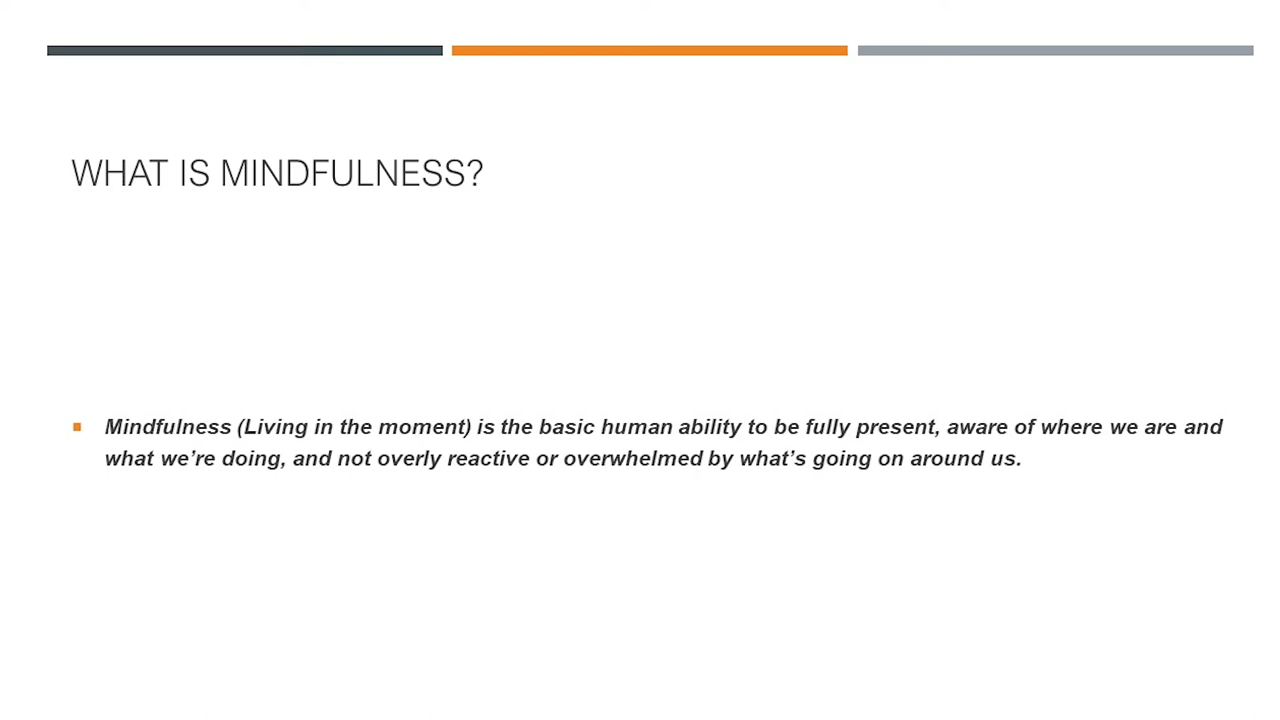 WHAT IS MINDFULNESS?
Mindfulness (Living in the moment) is the basic human ability to be fully present, aware of where we are and
what we’re doing, and not overly reactive or overwhelmed by what’s going on around us.